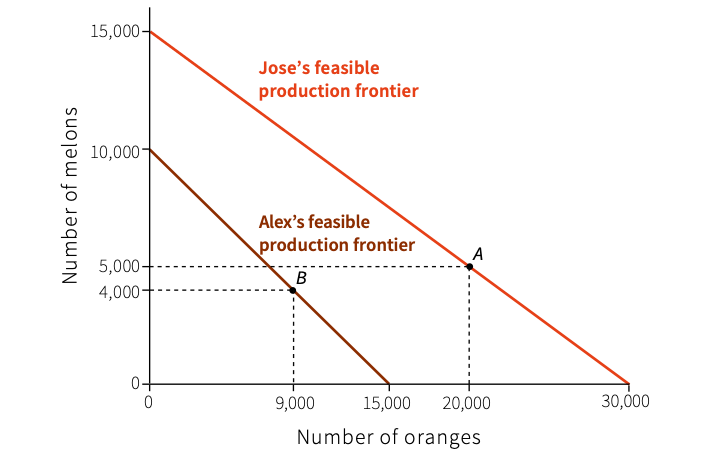 15,000
Jose's feasible
production frontier
Number of melons
10,000
Alex's feasible
production frontier
A
5,000
B
4,000
0
0
9,000
15,000
20,000
30,000
Number of oranges